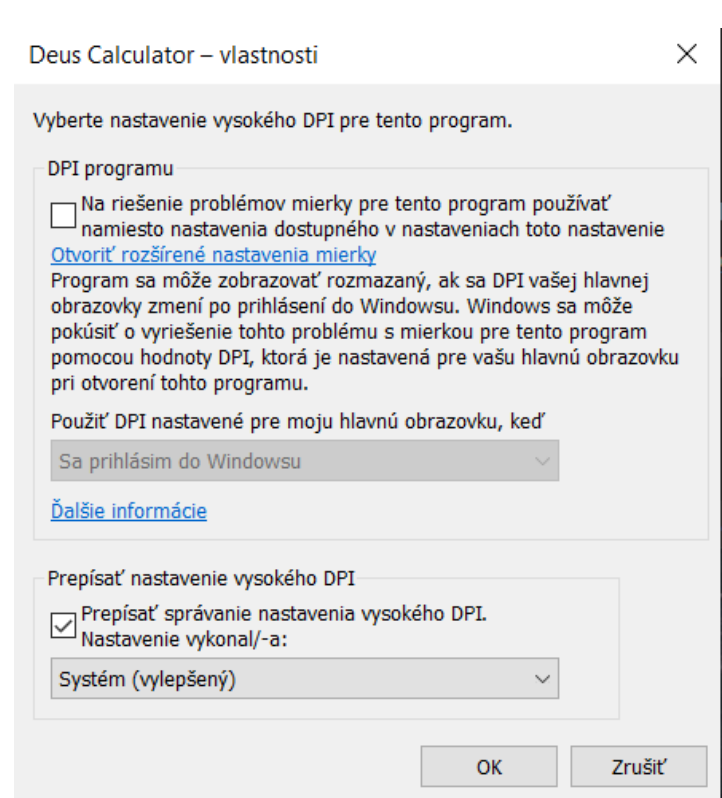 Deus Calculator – vlastnosti
Vyberte nastavenie vysokého DPI pre tento program.
DPI programu
Na riešenie problémov mierky pre tento program používať
namiesto nastavenia dostupného v nastaveniach toto nastavenie
Otvoriť rozšírené nastavenia mierky
Program sa môže zobrazovať rozmazaný, ak sa DPI vašej hlavnej
obrazovky zmení po prihlásení do Windowsu. Windows sa môže
pokúsiť o vyriešenie tohto problému s mierkou pre tento program
pomocou hodnoty DPI, ktorá je nastavená pre vašu hlavnú obrazovku
pri otvorení tohto programu.
Použiť DPI nastavené pre moju hlavnú obrazovku, keď
Sa prihlásim do Windowsu
Ďalšie informácie
Prepísať nastavenie vysokého DPI
Prepísať správanie nastavenia vysokého DPI.
Nastavenie vykonal/-a:
Systém (vylepšený)
OK
Zrušiť